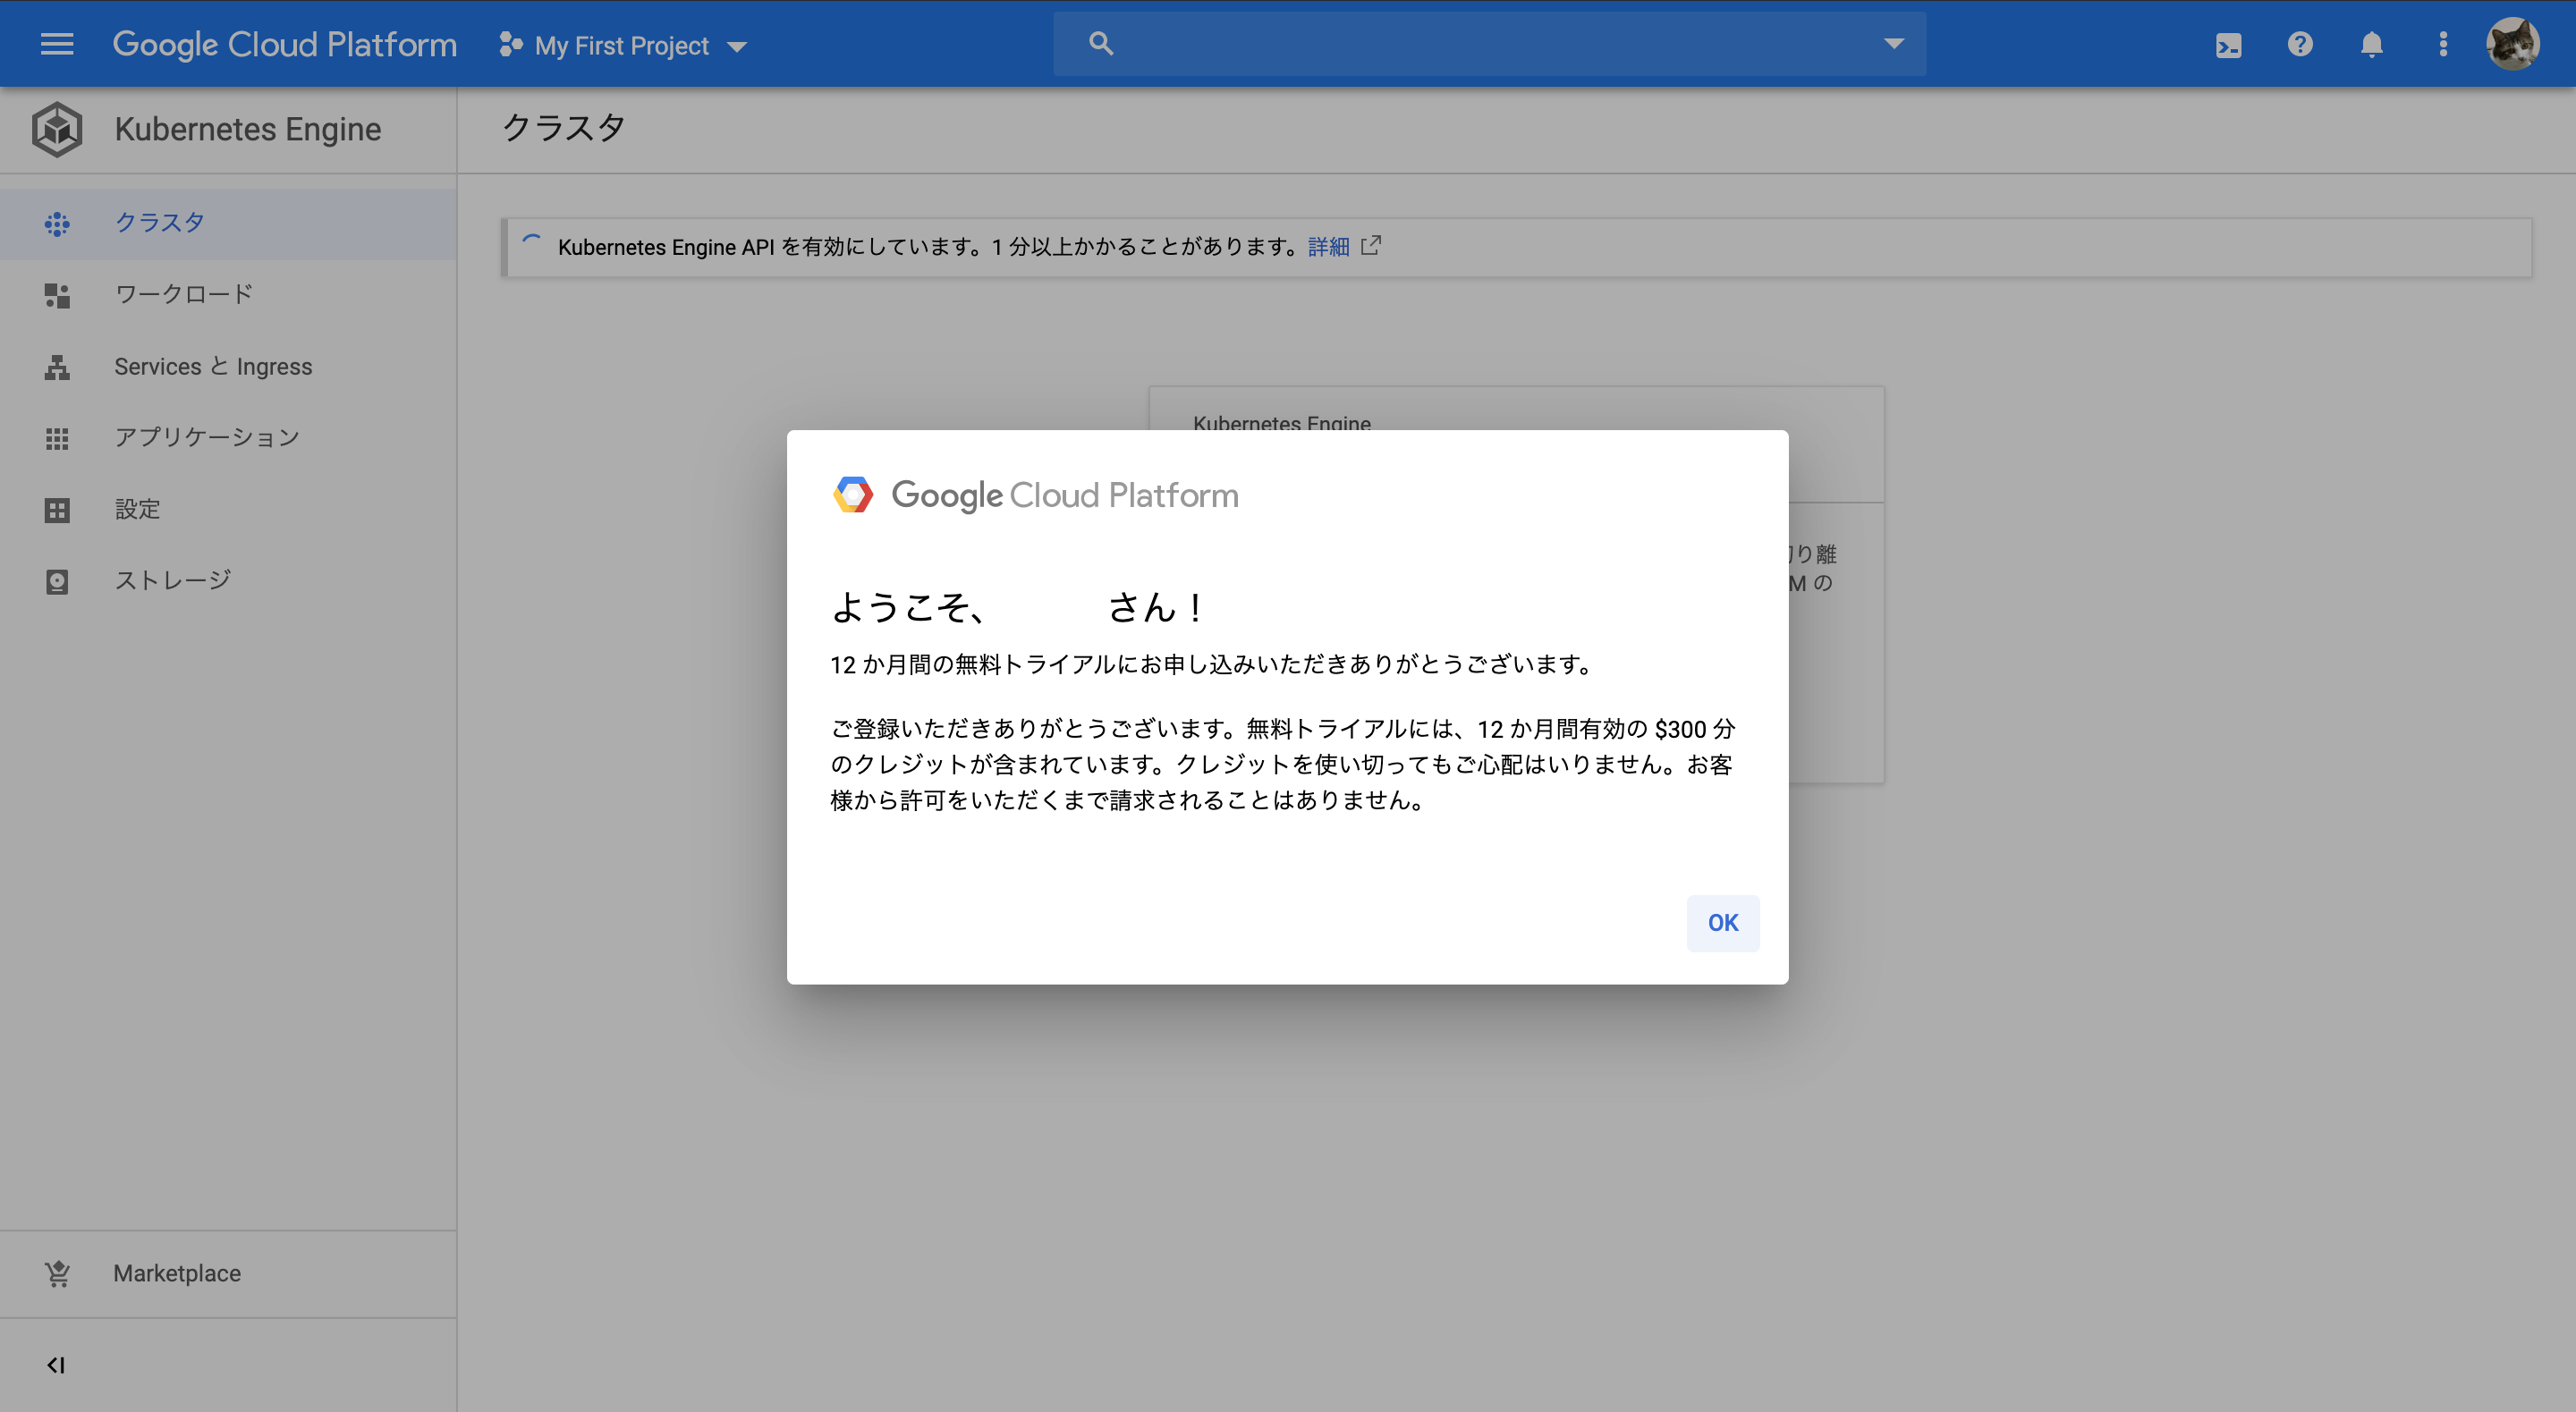 Google Cloud Platform
My First Project
Kubernetes Engine
クラスタ
クラスタ
ワークロード
Services と Ingress
アプリケーション
設定
ストレージ
Marketplace
Kubernetes Engine API を有効にしています。1 分以上かかることがあります。詳細
Kubernetes Engine
り離
M の
Google Cloud Platform
ようこそ、 さん！
12 か月間の無料トライアルにお申し込みいただきありがとうございます。
ご登録いただきありがとうございます。無料トライアルには、12 か月間有効の $300 分
のクレジットが含まれています。クレジットを使い切ってもご心配はいりません。お客
様から許可をいただくまで請求されることはありません。
OK